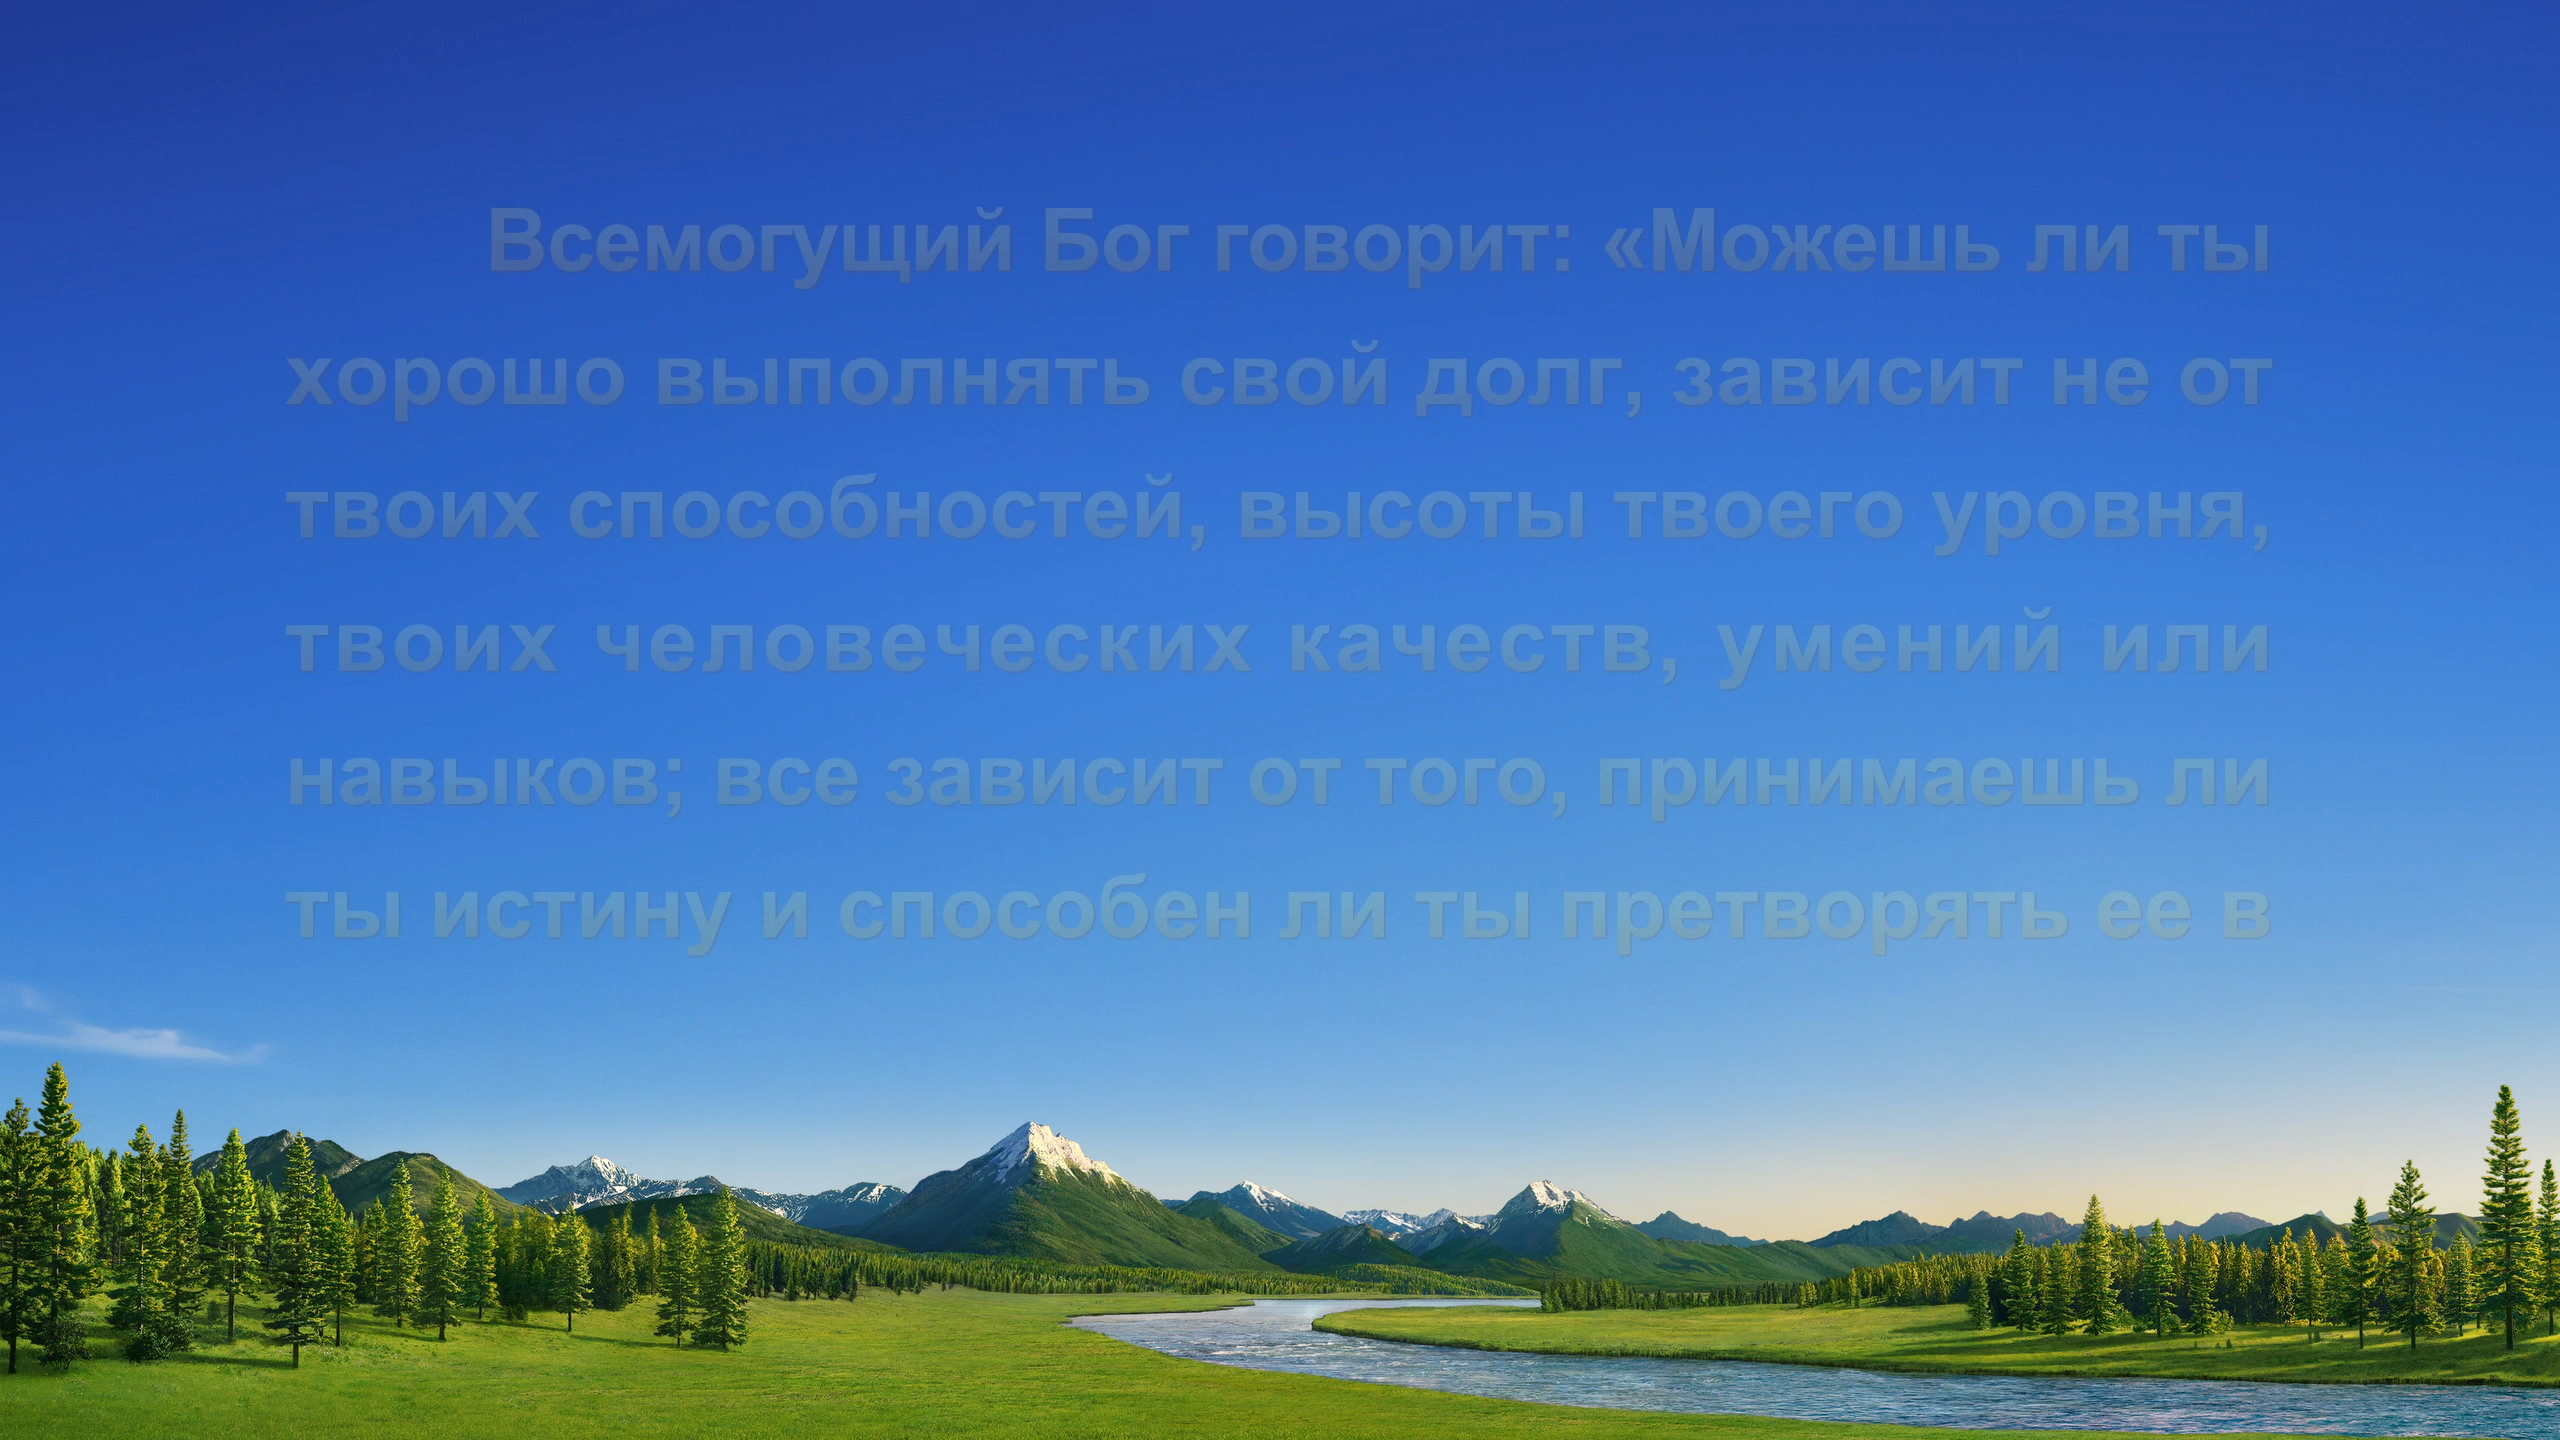 Всемогущий Бог говорит: «Можешь ли ты
хорошо выполнять свой долг, зависит не от
твоих способностей, высоты твоего уровня,
твоих человеческих качеств, умений или
навыков; все зависит от того, принимаешь ли
ты истину и способен ли ты претворять ее в